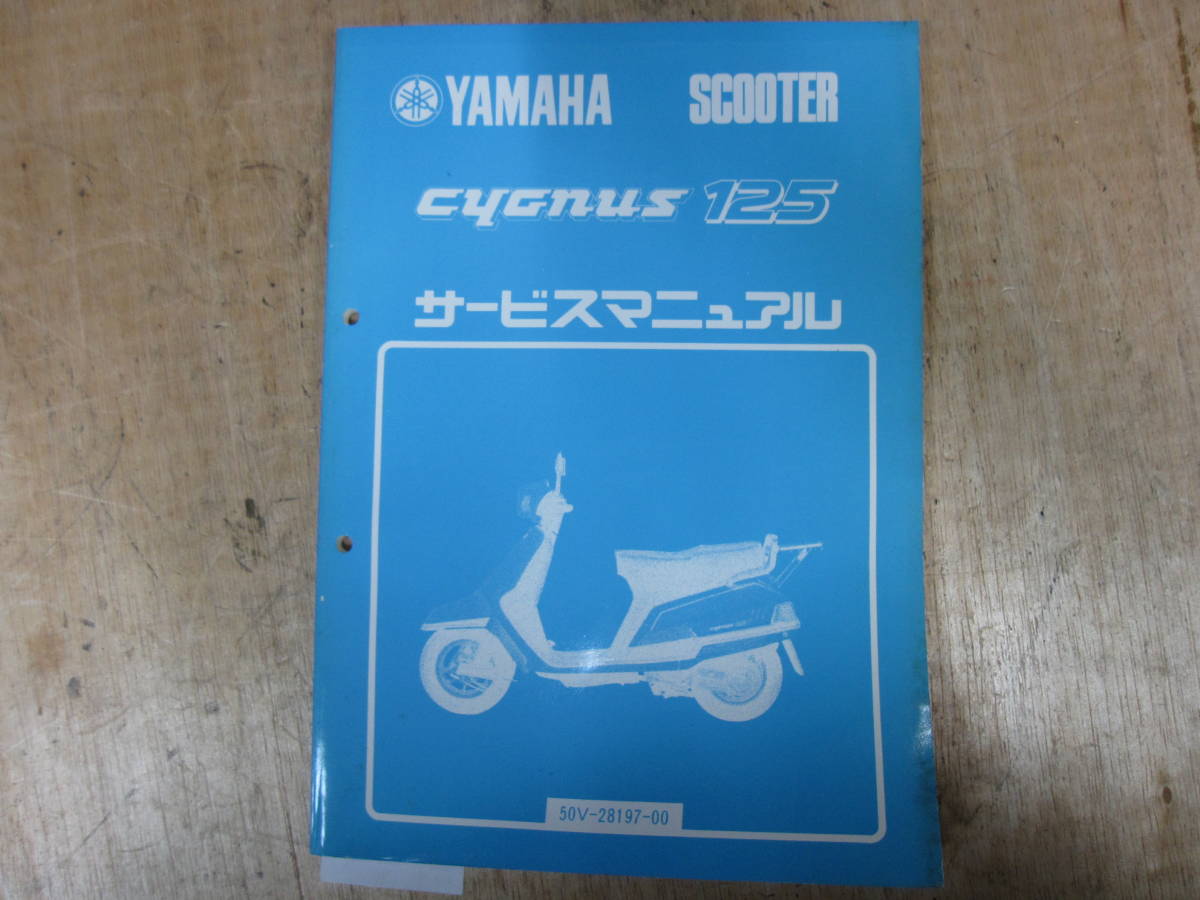 YAMAHA SCOOTER
cygnus 125
サービスマニュアル
50V-28197-00